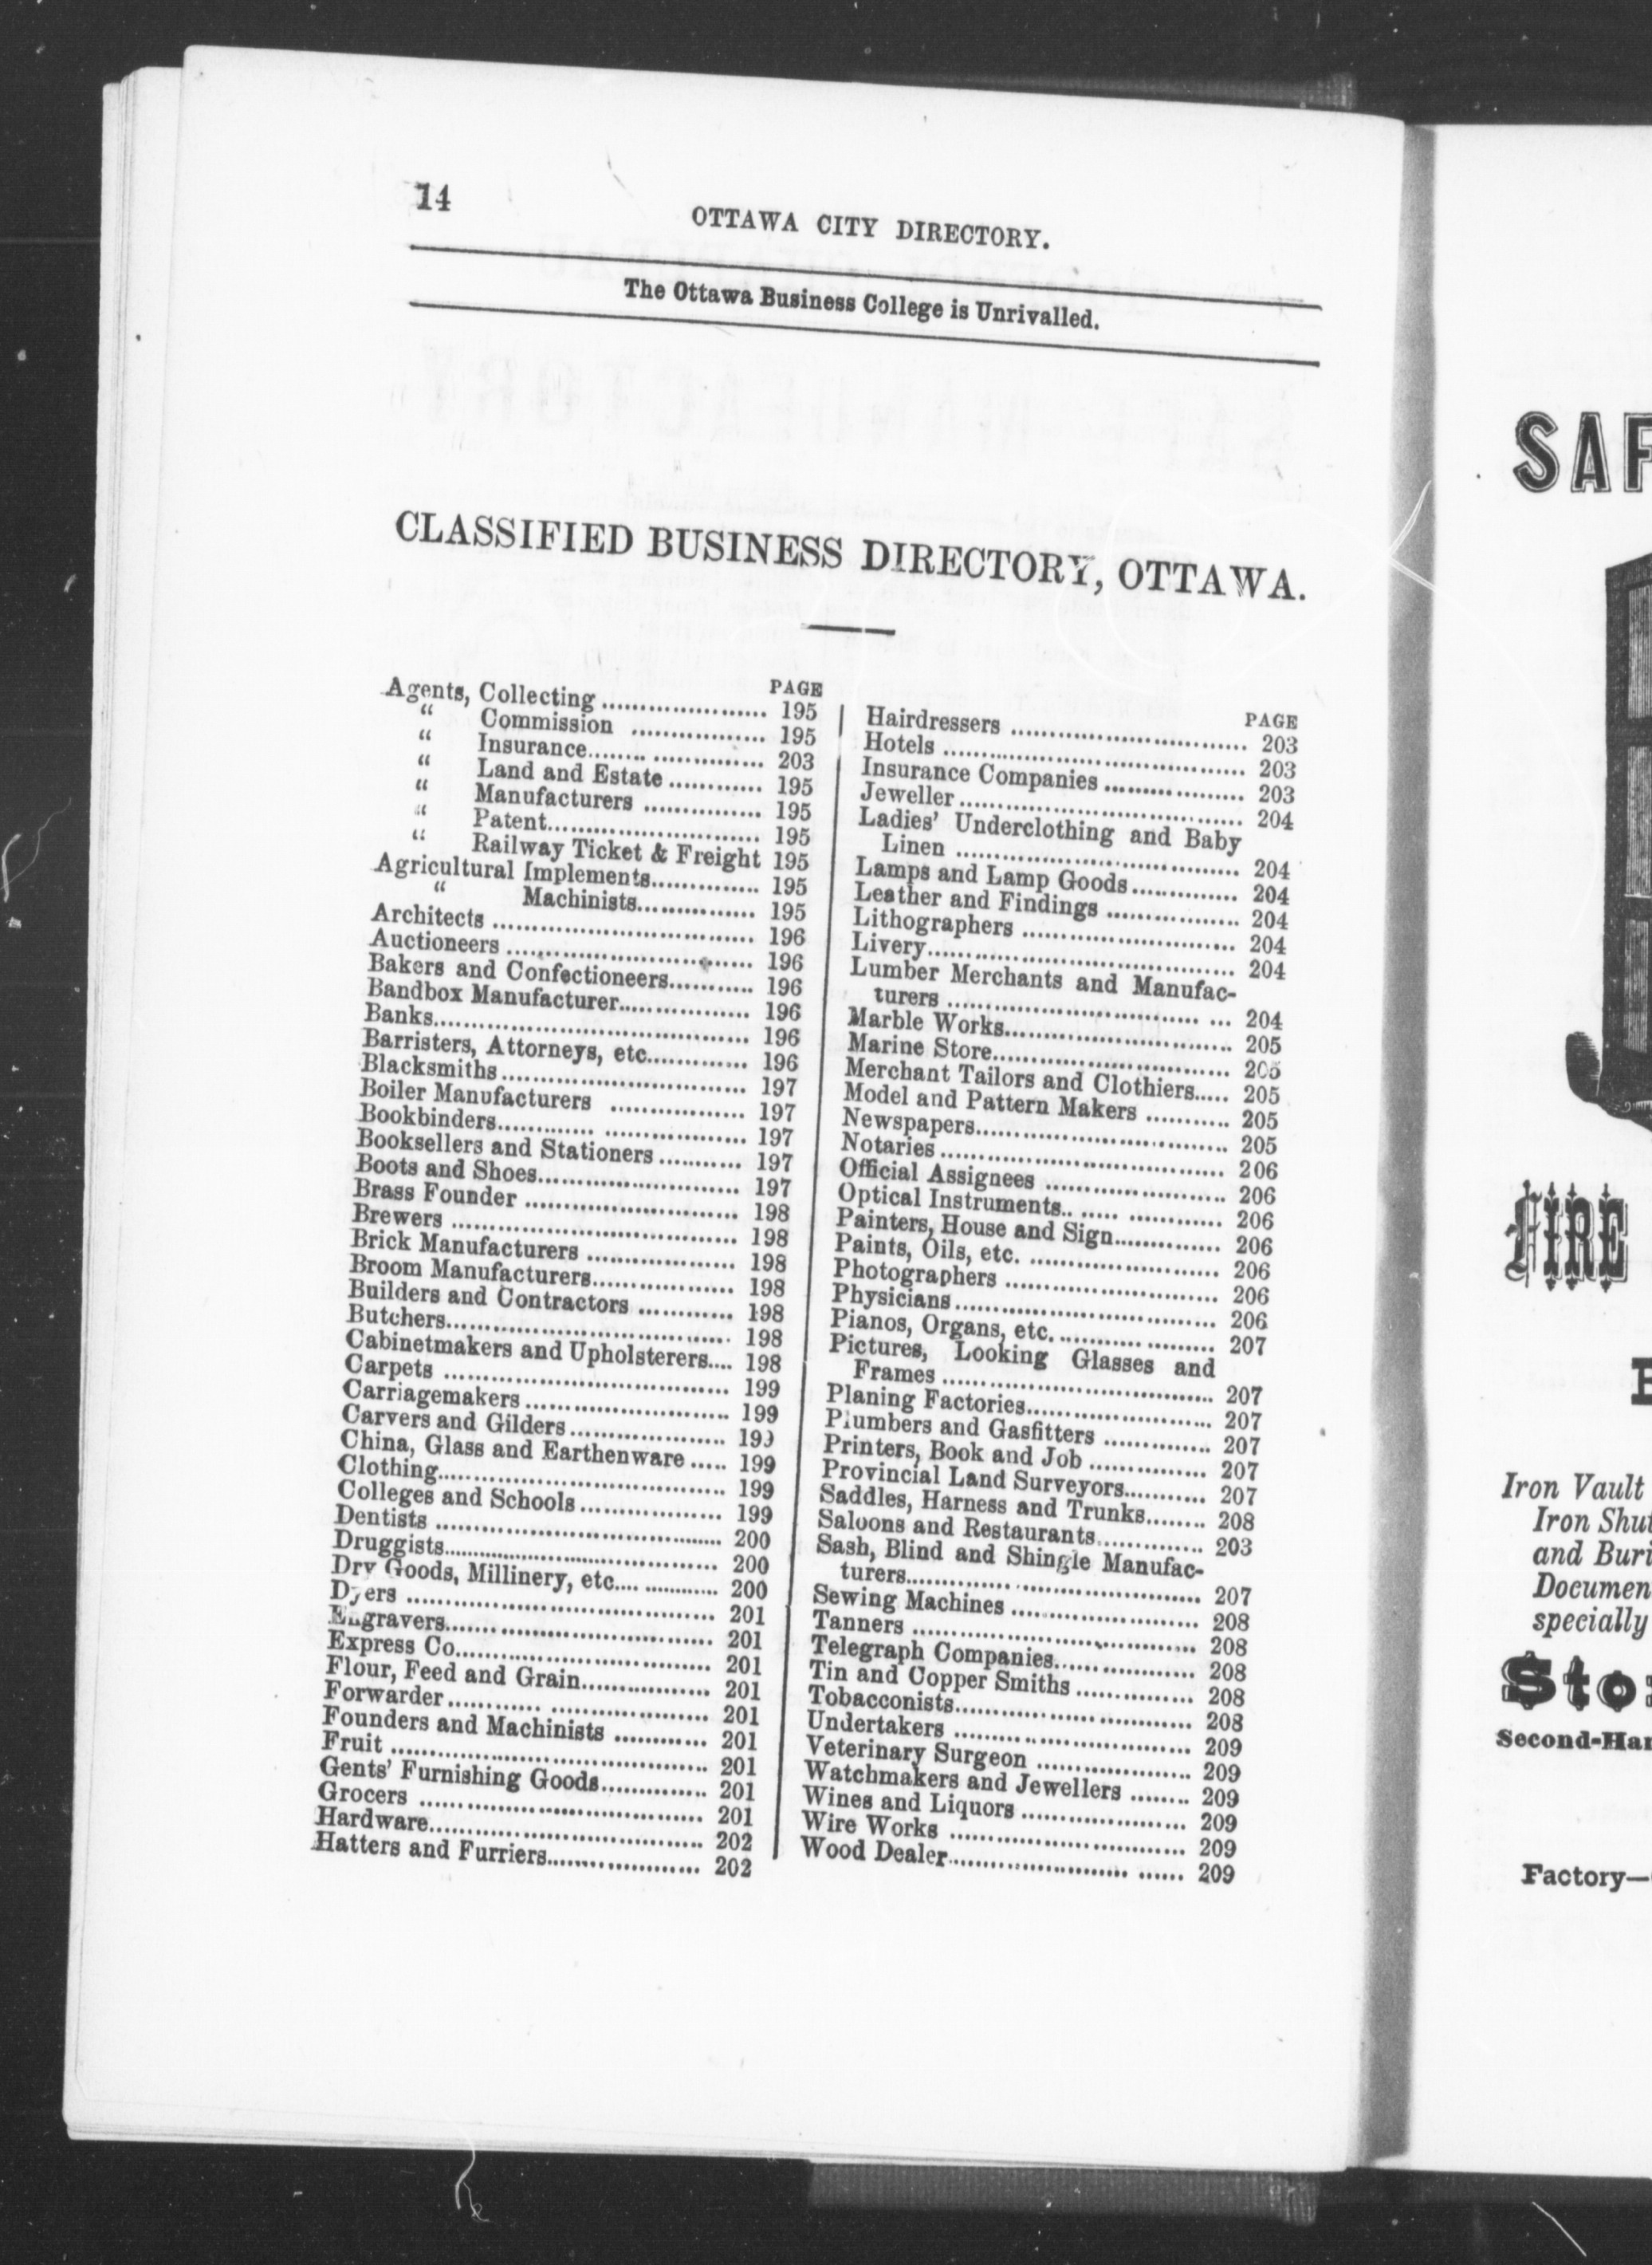 14
OTTAWA CITY DIRECTORY.
The Ottawa Business College is Unrivalled.
CLASSIFIED BUSINESS DIRECTORY, OTTAWA.
PAGE
Agents, Collecting ..................... 195
“ Commission ................. 195
“ Insurance........ .............. 203
“ Land and Estate ............ 195
“ Manufacturers ............... 195
“ Patent........................... 195
“ Railway Ticket & Freight 195
Agricultural Implements.............. 195
“ Machinists............... 195
Architects ................................. 196
Auctioneers ............................... 196
Bakers and Confectioneers........... 196
Bandbox Manufacturer................ 196
Banks........................................ 196
Barristers, Attorneys, etc............. 196
Blacksmiths ............................... 197
Boiler Manufacturers ................. 197
Bookbinders............ .................. 197
Booksellers and Stationers ........... 197
Boots and Shoes.......................... 197
Brass Founder ........................... 198
Brewers .................................... 198
Brick Manufacturers ................... 198
Broom Manufacturers.................. 198
Builders and Contractors ............ 198
Butchers.................................... 198
Cabinetmakers and Upholsterers.... 198
Carpets .................................... 199
Carriagemakers .......................... 199
Carvers and Gilders .................... 199
China, Glass and Earthenware ..... 199
Clothing.................................... 199
Colleges and Schools .................. 199
Dentists .................................... 200
Druggists................................... 200
Dry Goods, Millinery, etc.... ............ 200
Dyers ....................................... 201
Engravers....... ........................... 201
Express Co................................ 201
Flour, Feed and Grain................. 201
Forwarder............ .................... 201
Founders and Machinists ............ 201
Fruit ........................................ 201
Gents’ Furnishing Goods............. 201
Grocers .................................... 201
Hardware.................................. 202
Hatters and Furriers................... 202
PAGE
Hairdressers .............................. 203
Hotels ...................................... 203
Insurance Companies .................. 203
Jeweller.................................... 204
Ladies’ Underclothing and Baby
Linen .................................... 204
Lamps and Lamp Goods............. 204
Leather and Findings ................. 204
Lithographers ........................... 204
Livery....................................... 204
Lumber Merchants and Manufac-
turers ................................ ... 204
Marble Works............................ 205
Marine Store.............................. 205
Merchant Tailors and Clothiers..... 205
Model and Pattern Makers ........... 205
Newspapers................................ 205
Notaries .................................... 206
Official Assignees ....................... 206
Optical Instruments.. ..... ............ 206
Painters, House and Sign.............. 206
Paints, Oils, etc. ........................ 206
Photographers ........................... 206
Physicians................................. 206
Pianos, Organs, etc. ........... ......... 207
Pictures, Looking Glasses and
Frames .................................. 207
Planing Factories....................... 207
Plumbers and Gasfitters .............. 207
Printers, Book and Job ............... 207
Provincial Land Surveyors........... 207
Saddles, Harness and Trunks........ 208
Saloons and Restaurants............. 203
Sash, Blind and Shingle Manufac-
turers..................................... 207
Sewing Machines ........................ 208
Tanners .................................... 208
Telegraph Companies.................. 208
Tin and Copper Smiths ............... 208
Tobacconists.............................. 208
Undertakers .............................. 209
Veterinary Surgeon .................... 209
Watchmakers and Jewellers ........ 209
Wines and Liquors ..................... 209
Wire Works .............................. 209
Wood Dealer....................... ...... 209
SAF
FIRE
E
Iron Vault
Iron Shut
and Buri
Documen
specially
Sto
Second-Har
Factory—